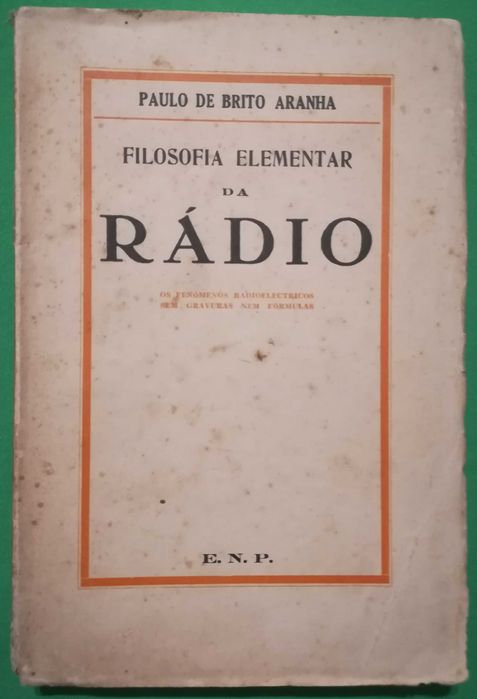 PAULO DE BRITO ARANHA
FILOSOFIA ELEMENTAR
DA
RÁDIO
OS FENÓMENOS RADIOELÉCTRICOS
SEM GRAVURAS NEM FÓRMULAS
E. N. P.